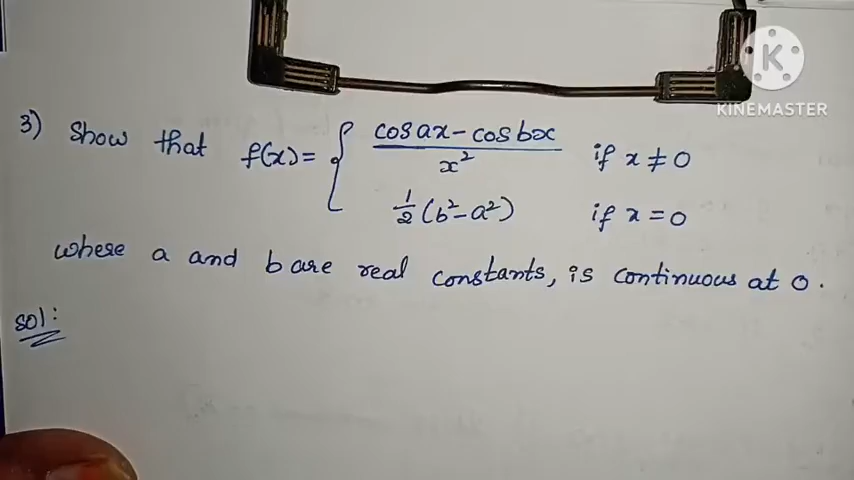 K
KINEMASTER
3) Show that f(x) = { (cos ax - cos bx) / x² if x ≠ 0
1/2 (b² - a²) if x = 0
where a and b are real constants, is continuous at 0.
Sol: